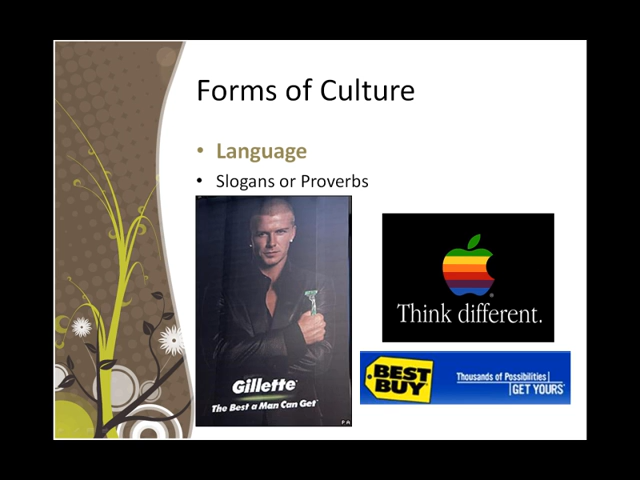 Forms of Culture
• Language
• Slogans or Proverbs
Gillette
The Best a Man Can Get
PA
Think different.
BEST
BUY
Thousands of Possibilities
GET YOURS